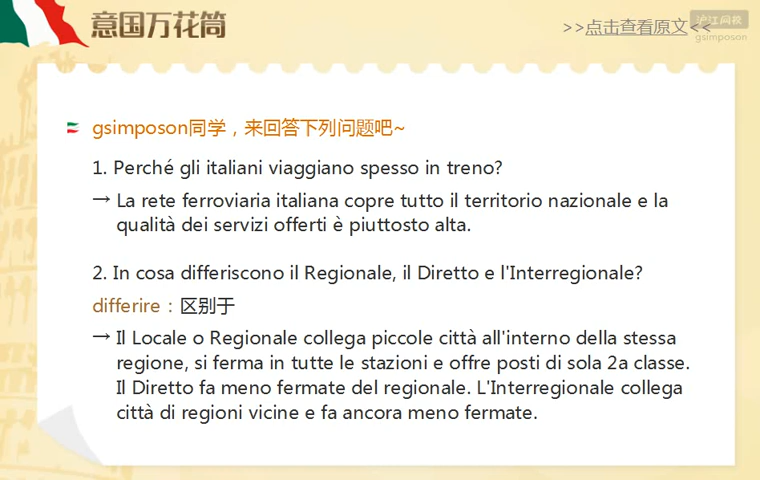 意国万花筒
>>点击查看原文<<
沪江网校
gsimposon
gsimposon同学，来回答下列问题吧~
1. Perché gli italiani viaggiano spesso in treno?
→ La rete ferroviaria italiana copre tutto il territorio nazionale e la
qualità dei servizi offerti è piuttosto alta.
2. In cosa differiscono il Regionale, il Diretto e l'Interregionale?
differire：区别于
→ Il Locale o Regionale collega piccole città all'interno della stessa
regione, si ferma in tutte le stazioni e offre posti di sola 2a classe.
Il Diretto fa meno fermate del regionale. L'Interregionale collega
città di regioni vicine e fa ancora meno fermate.